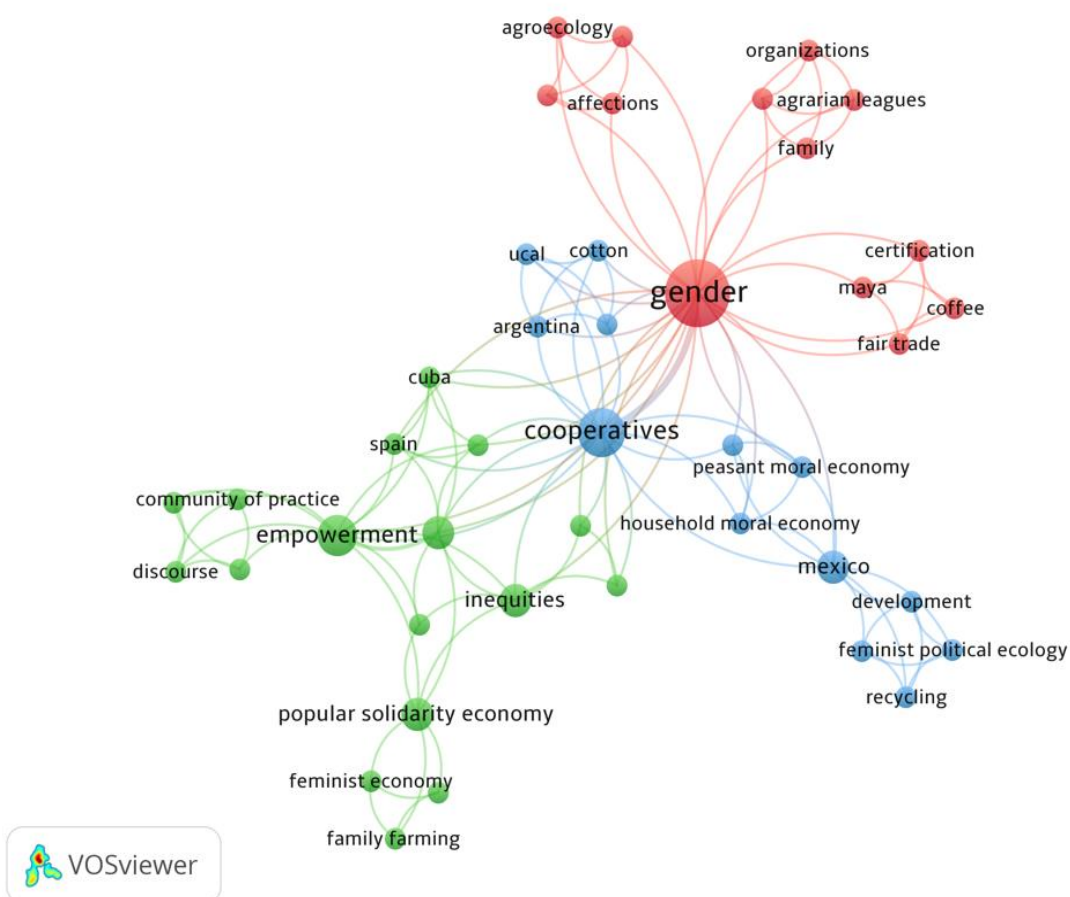 agroecology
organizations
affections
agrarian leagues
family
ucal
cotton
certification
gender
maya
coffee
argentina
fair trade
cuba
cooperatives
spain
peasant moral economy
community of practice
household moral economy
empowerment
mexico
discourse
inequities
development
feminist political ecology
recycling
popular solidarity economy
feminist economy
family farming
VOSviewer